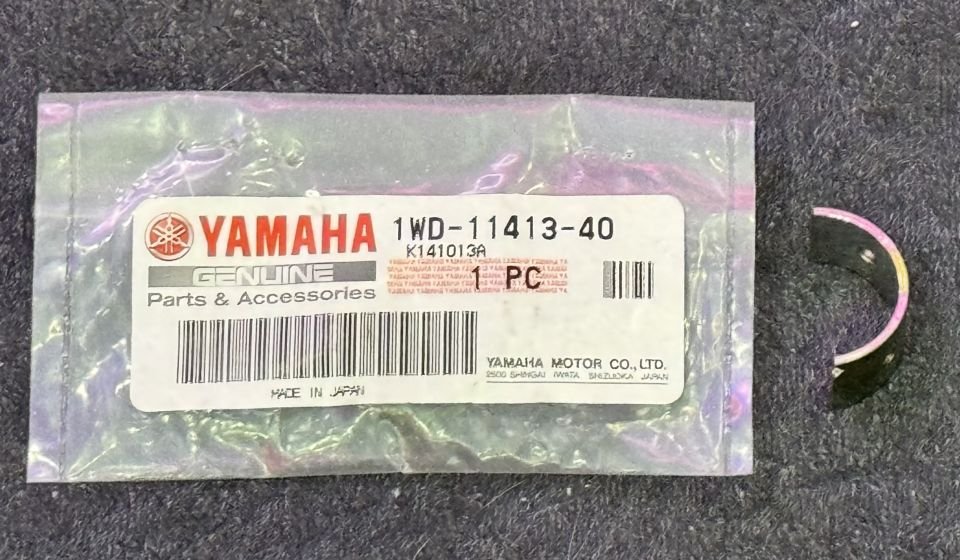 YAMAHA
GENUINE
Parts & Accessories
1WD-11413-40
K141013A
1 PC
MADE IN JAPAN
YAMAHA MOTOR CO., LTD.
2500 SHINGAI IWATA SHIZUOKA JAPAN